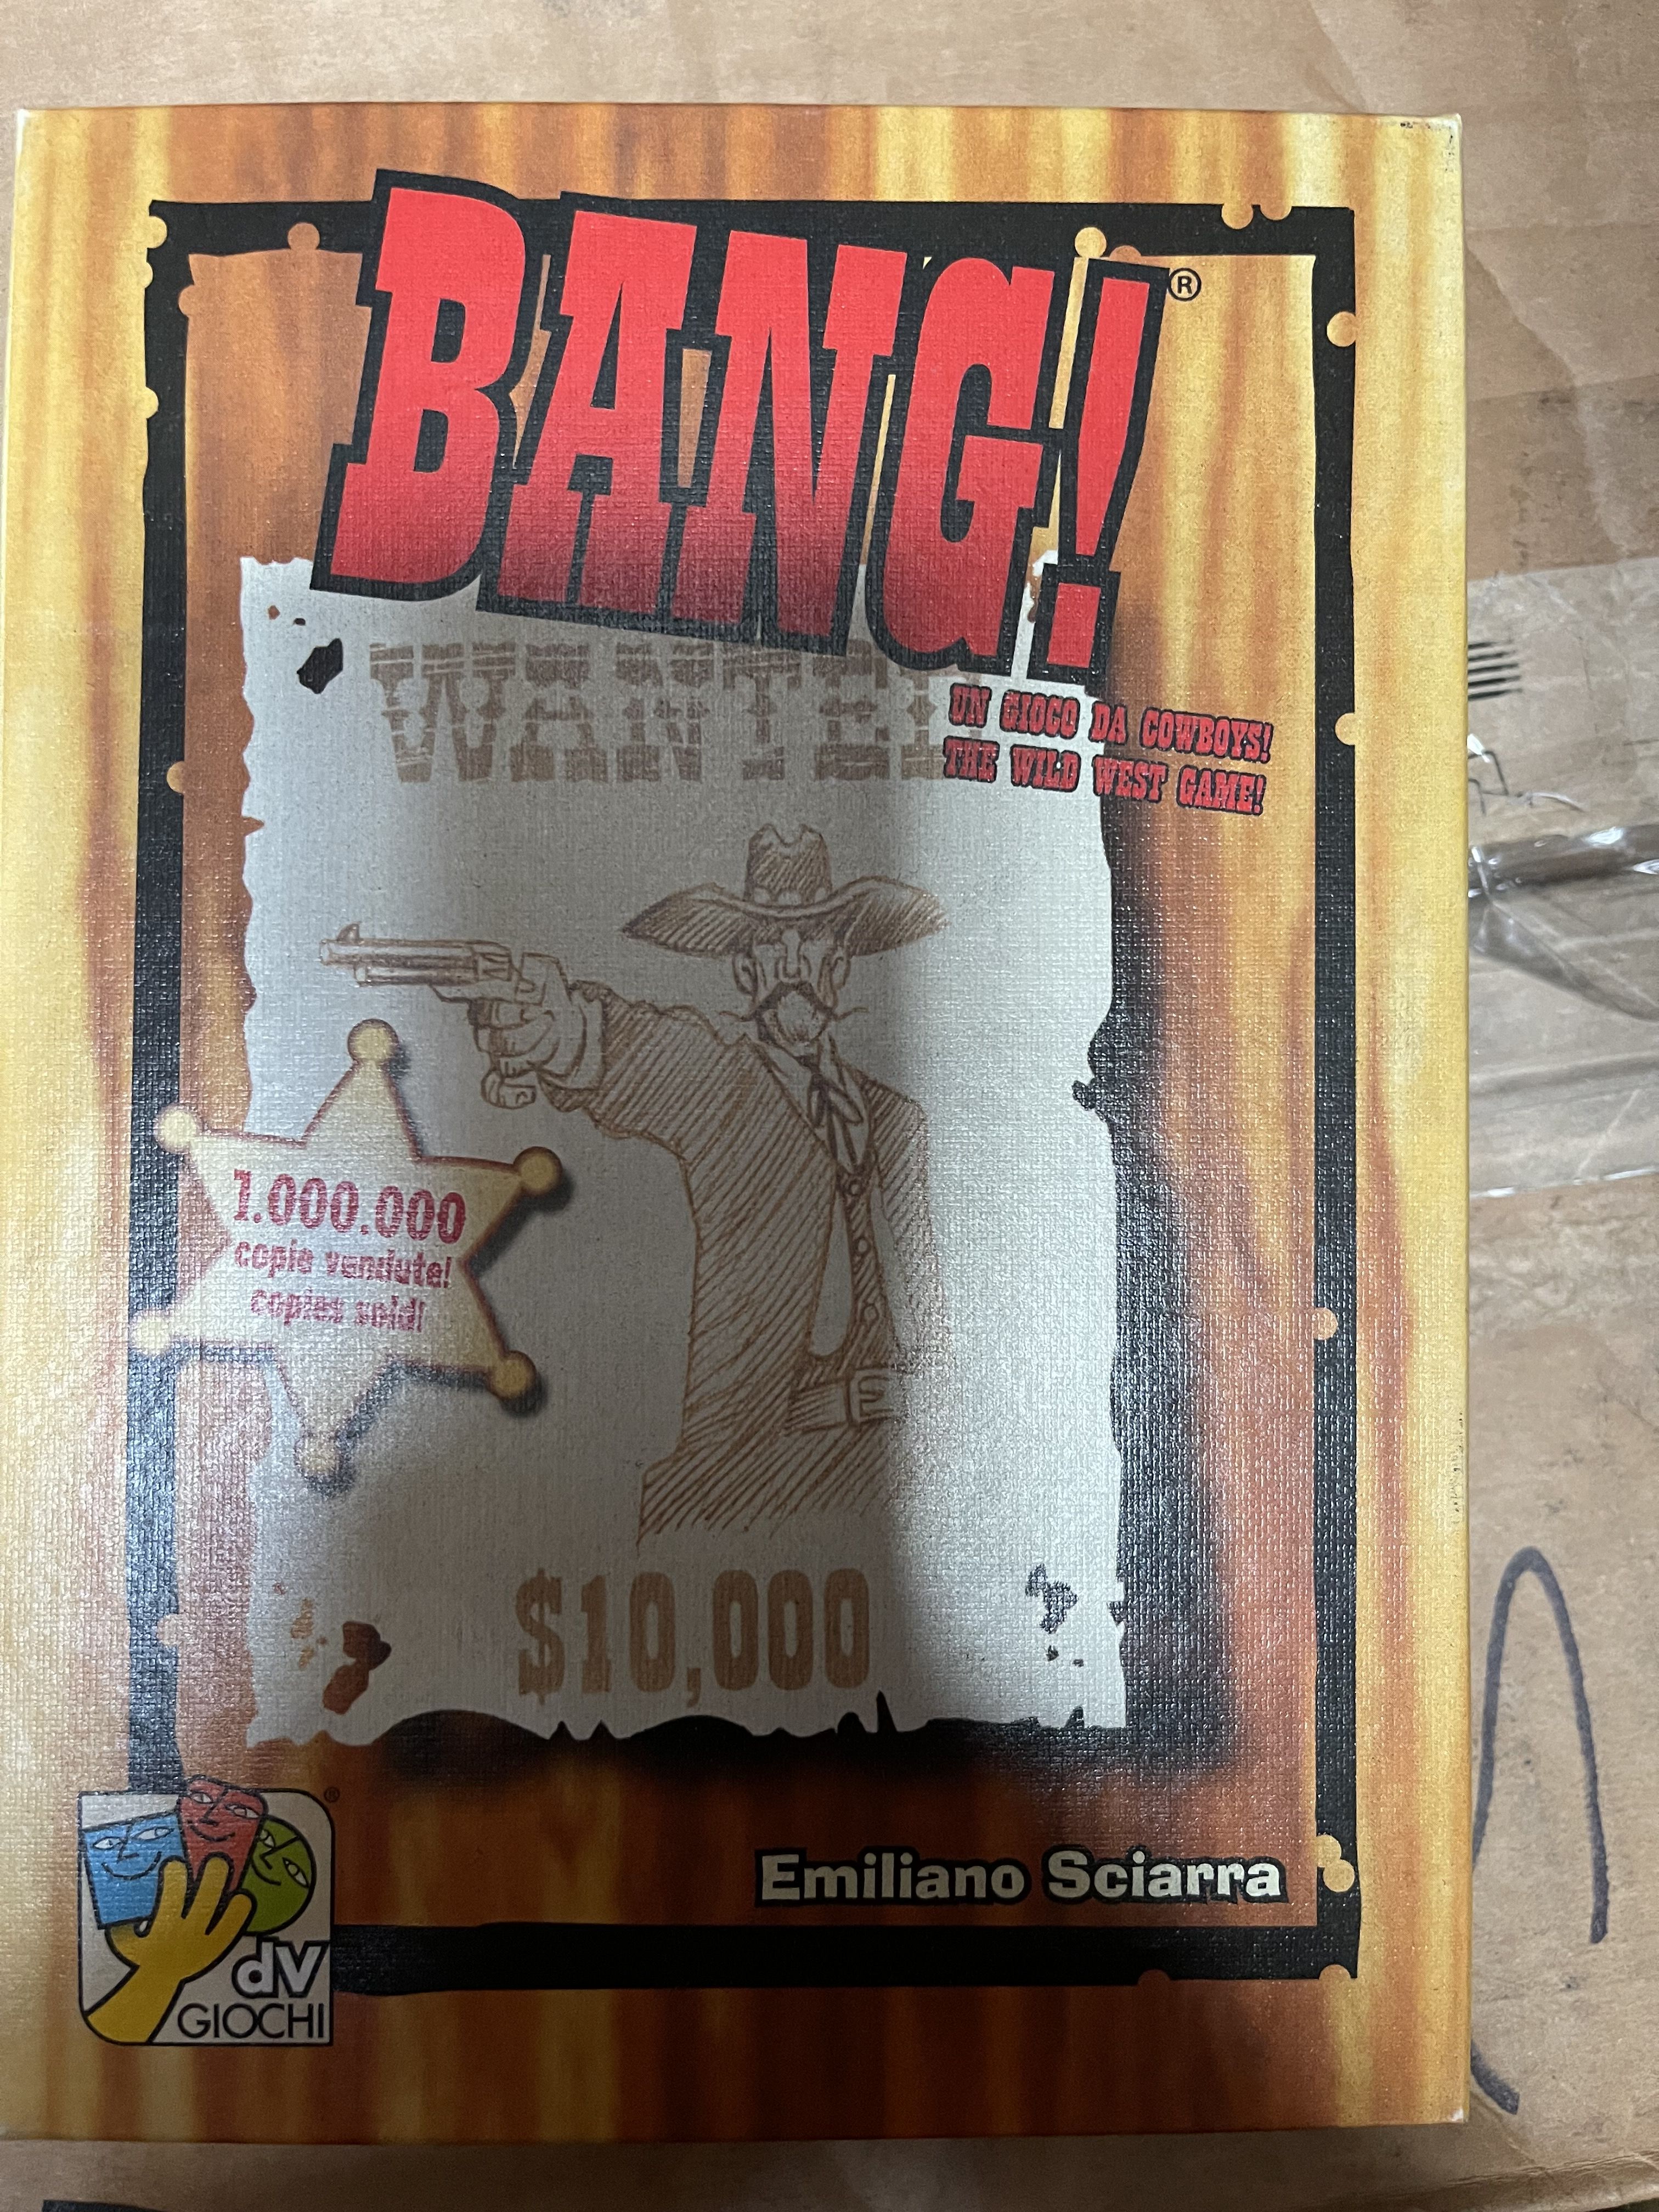 BANG!®
WANTED
UN GIOCO DA COWBOYS!
THE WILD WEST GAME!
1.000.000
copie vendute!
copies sold!
$10,000
Emiliano Sciarra
®
dV
GIOCHI